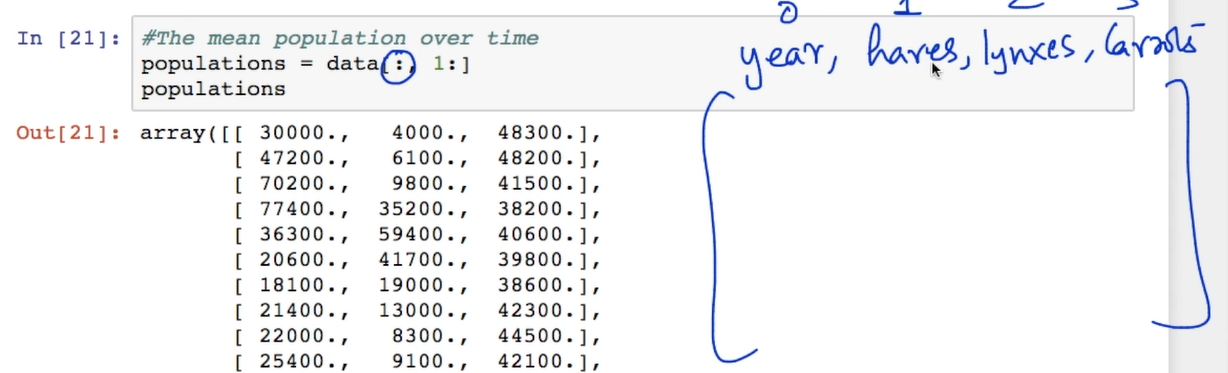 0 1 2 3
In [21]: #The mean population over time year, hares, lynxes, carrots
populations = data[:, 1:]
populations
Out[21]: array([[ 30000., 4000., 48300.],
[ 47200., 6100., 48200.],
[ 70200., 9800., 41500.],
[ 77400., 35200., 38200.],
[ 36300., 59400., 40600.],
[ 20600., 41700., 39800.],
[ 18100., 19000., 38600.],
[ 21400., 13000., 42300.],
[ 22000., 8300., 44500.],
[ 25400., 9100., 42100.],